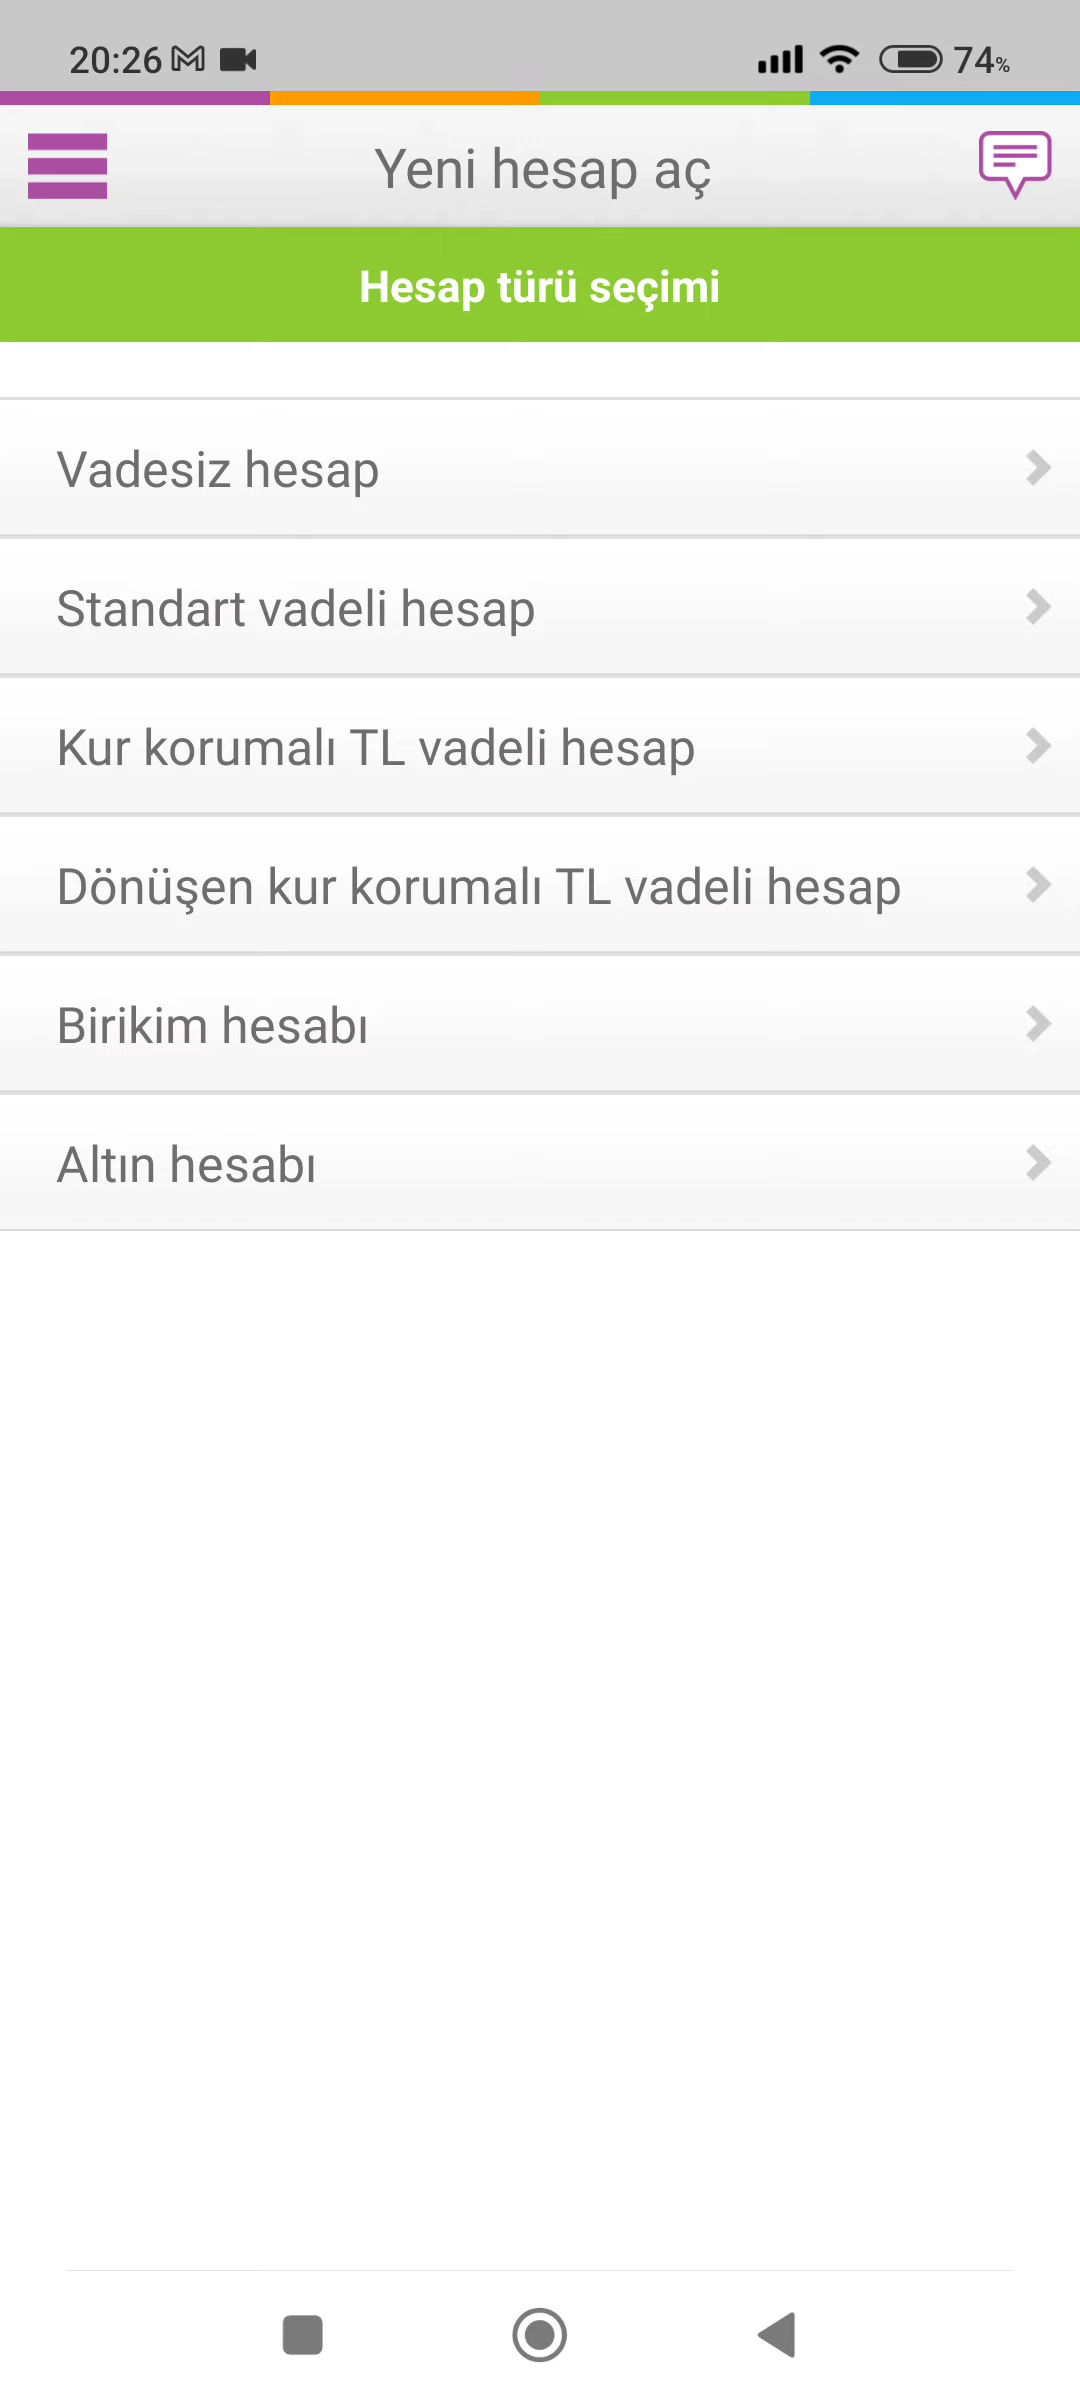 20:26
74%
Yeni hesap aç
Hesap türü seçimi
Vadesiz hesap
Standart vadeli hesap
Kur korumalı TL vadeli hesap
Dönüşen kur korumalı TL vadeli hesap
Birikim hesabı
Altın hesabı